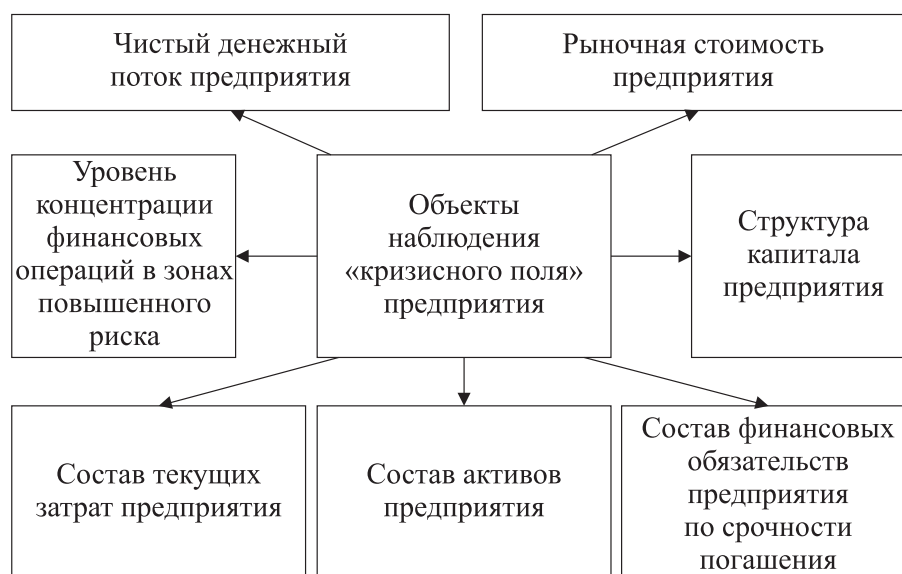 Чистый денежный
поток предприятия
Рыночная стоимость
предприятия
Уровень
концентрации
финансовых
операций в зонах
повышенного
риска
Объекты
наблюдения
«кризисного поля»
предприятия
Структура
капитала
предприятия
Состав текущих
затрат предприятия
Состав активов
предприятия
Состав финансовых
обязательств
предприятия
по срочности
погашения